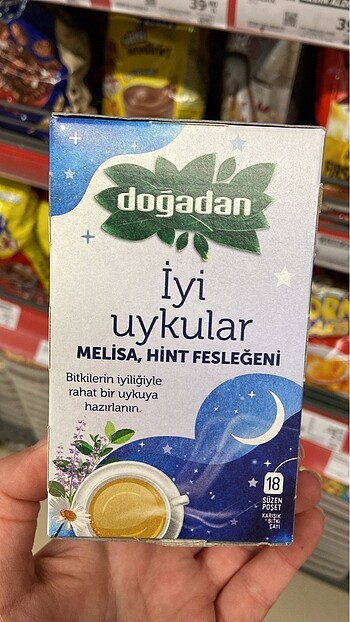 doğadan
İyi
uykular
MELİSA, HİNT FESLEĞENİ
Bitkilerin iyiliğiyle
rahat bir uykuya
hazırlanın.
18
SÜZEN
POŞET
KARIŞIK
BİTKİ
ÇAYI